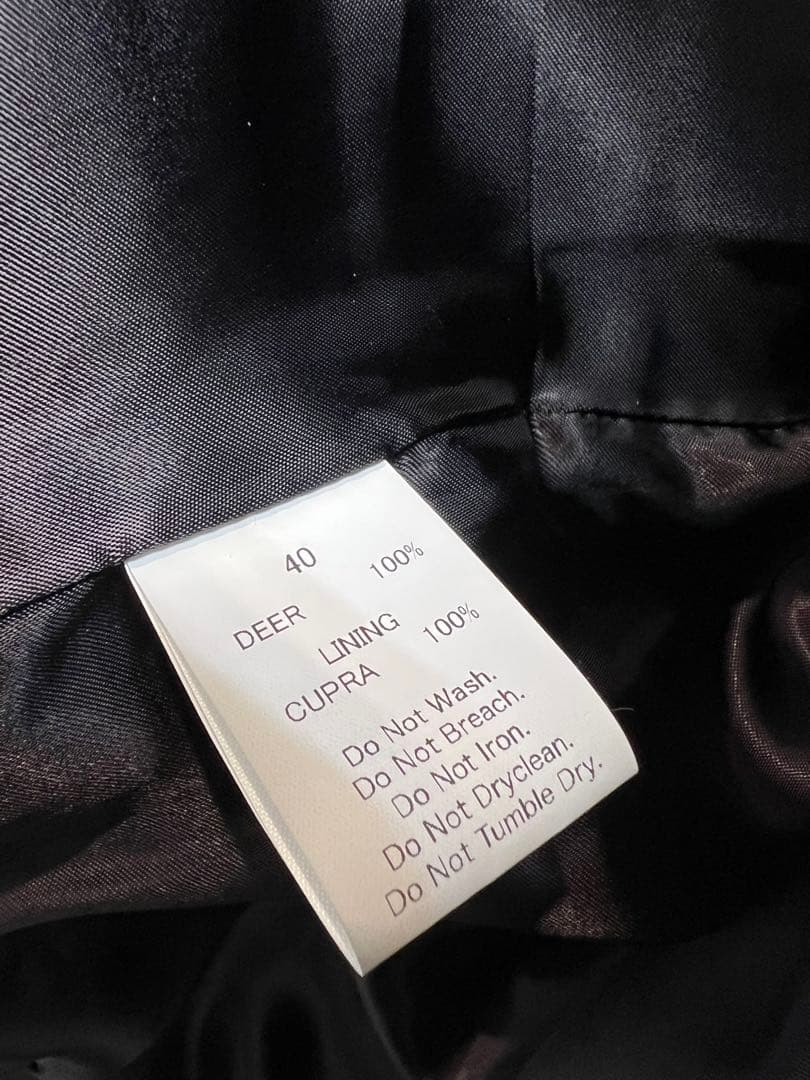 40
DEER 100%
LINING
CUPRA 100%
Do Not Wash.
Do Not Breach.
Do Not Iron.
Do Not Dryclean.
Do Not Tumble Dry.